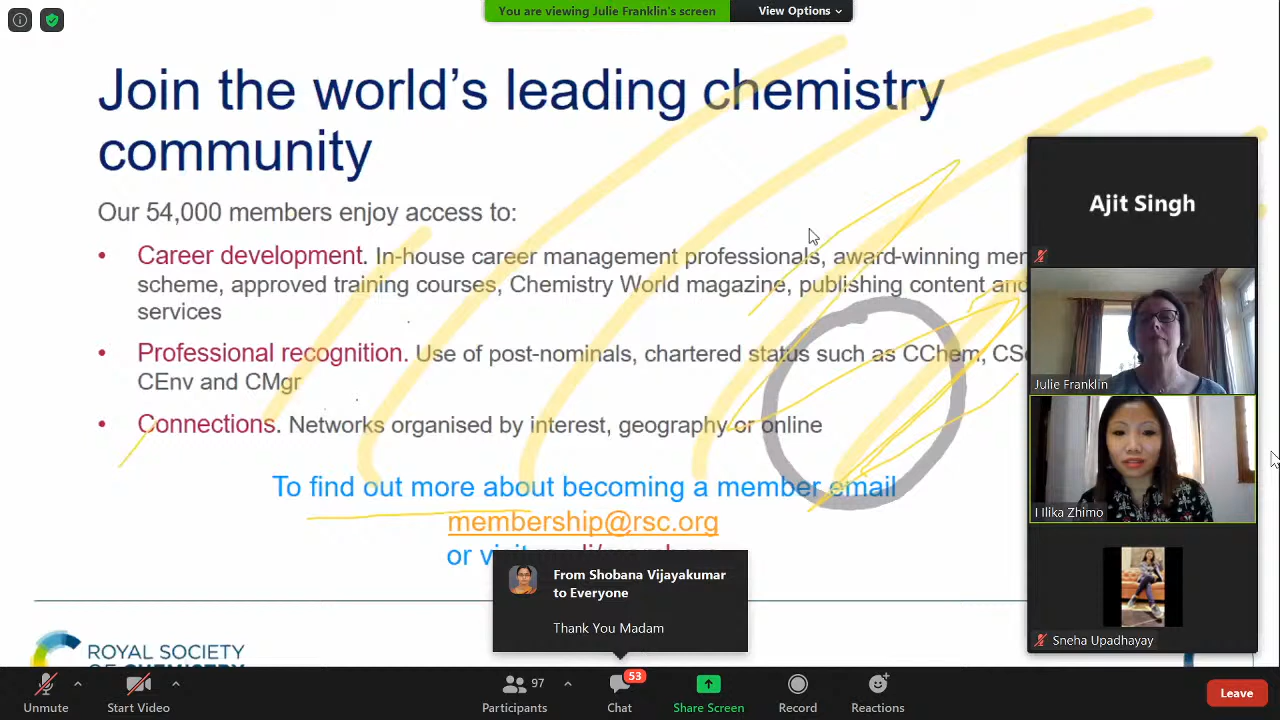 You are viewing Julie Franklin's screen
View Options
Join the world's leading chemistry
community
Our 54,000 members enjoy access to:
• Career development. In-house career management professionals, award-winning
scheme, approved training courses, Chemistry World magazine, publishing content and
services
• Professional recognition. Use of post-nominals, chartered status such as CChem,
CEnv and CMgr
• Connections. Networks organised by interest, geography or online
To find out more about becoming a member email
membership@rsc.org
or
ROYAL SOCIETY
OF CHEMISTRY
Ajit Singh
Julie Franklin
Ilika Zhimo
Sneha Upadhayay
From Shobana Vijayakumar
to Everyone
Thank You Madam
Unmute
Start Video
97
Participants
53
Chat
Share Screen
Record
Reactions
Leave